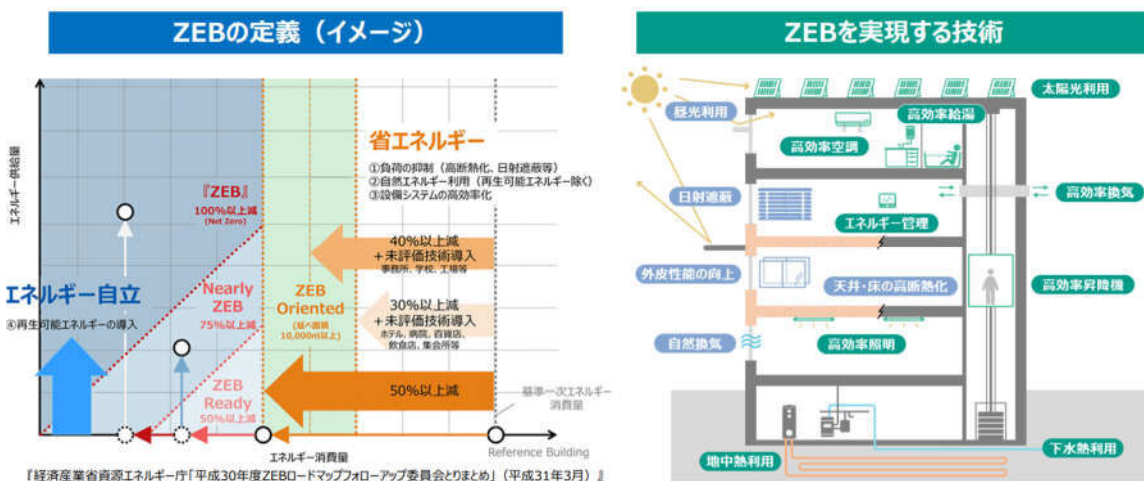 ZEBの定義（イメージ）
エネルギー供給量
省エネルギー
①負荷の抑制（高断熱化、日射遮蔽等）
②自然エネルギー利用（再生可能エネルギー除く）
③設備システムの高効率化
『ZEB』
100%以上減
(Net Zero)
40%以上減
＋未評価技術導入
事務所、学校、工場等
エネルギー自立
④再生可能エネルギーの導入
Nearly
ZEB
75%以上減
ZEB
Oriented
(延べ面積
10,000㎡以上)
30%以上減
＋未評価技術導入
ホテル、病院、百貨店、
飲食店、集会所等
ZEB
Ready
50%以上減
50%以上減
基準一次エネルギー
消費量
エネルギー消費量
Reference Building
『経済産業省資源エネルギー庁「平成30年度ZEBロードマップフォローアップ委員会とりまとめ」（平成31年3月）』
ZEBを実現する技術
太陽光利用
昼光利用
高効率給湯
高効率空調
日射遮蔽
高効率換気
エネルギー管理
外皮性能の向上
天井・床の高断熱化
高効率昇降機
自然換気
高効率照明
下水熱利用
地中熱利用